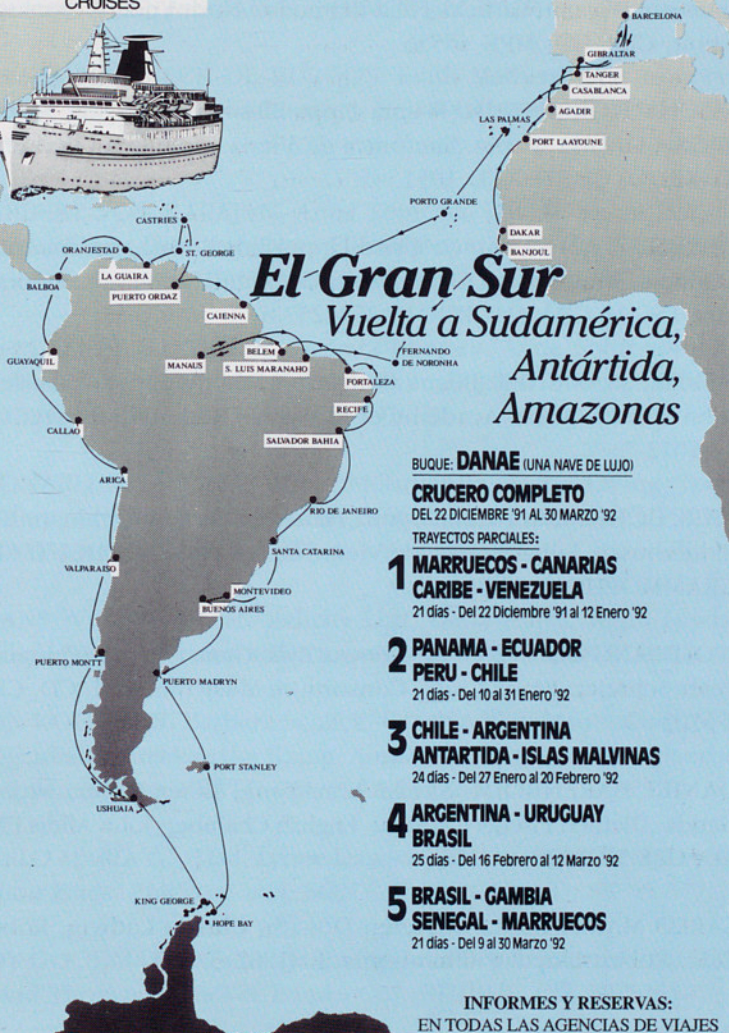 CRUISES
BARCELONA
GIBRALTAR
TANGER
CASABLANCA
AGADIR
LAS PALMAS
PORT LAAYOUNE
PORTO GRANDE
DAKAR
BANJOUL
CASTRIES
ORANJESTAD
ST. GEORGE
LA GUAIRA
BALBOA
PUERTO ORDAZ
CAIENNA
El Gran Sur
Vuelta a Sudamérica,
Antártida,
Amazonas
GUAYAQUIL
MANAUS
BELEM
S. LUIS MARANAHO
FERNANDO
DE NORONHA
FORTALEZA
RECIFE
CALLAO
SALVADOR BAHIA
ARICA
RIO DE JANEIRO
SANTA CATARINA
VALPARAISO
MONTEVIDEO
BUENOS AIRES
PUERTO MONTT
PUERTO MADRYN
PORT STANLEY
USHUAIA
KING GEORGE
HOPE BAY
BUQUE: DANAE (UNA NAVE DE LUJO)
CRUCERO COMPLETO
DEL 22 DICIEMBRE '91 AL 30 MARZO '92
TRAYECTOS PARCIALES:
1 MARRUECOS - CANARIAS
CARIBE - VENEZUELA
21 días - Del 22 Diciembre '91 al 12 Enero '92
2 PANAMA - ECUADOR
PERU - CHILE
21 días - Del 10 al 31 Enero '92
3 CHILE - ARGENTINA
ANTARTIDA - ISLAS MALVINAS
24 días - Del 27 Enero al 20 Febrero '92
4 ARGENTINA - URUGUAY
BRASIL
25 días - Del 16 Febrero al 12 Marzo '92
5 BRASIL - GAMBIA
SENEGAL - MARRUECOS
21 días - Del 9 al 30 Marzo '92
INFORMES Y RESERVAS:
EN TODAS LAS AGENCIAS DE VIAJES